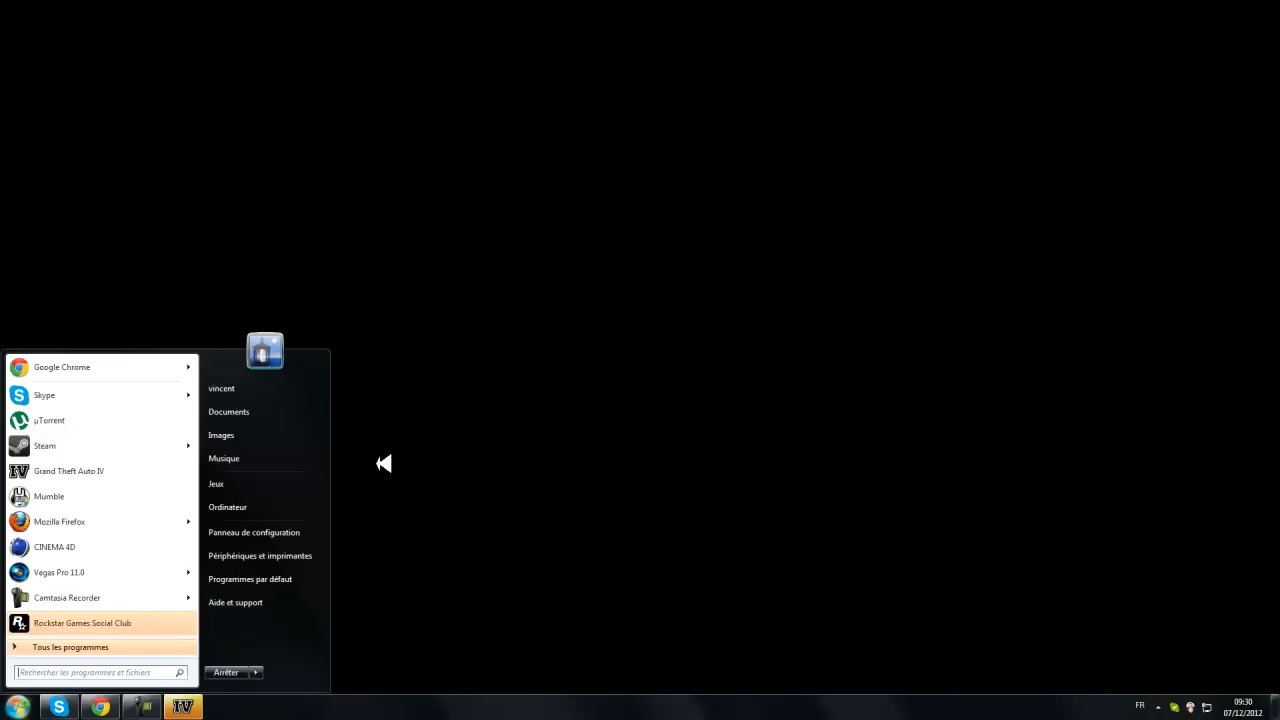 Google Chrome
Skype
µTorrent
Steam
Grand Theft Auto IV
Mumble
Mozilla Firefox
CINEMA 4D
Vegas Pro 11.0
Camtasia Recorder
Rockstar Games Social Club
Tous les programmes
Rechercher les programmes et fichiers
vincent
Documents
Images
Musique
Jeux
Ordinateur
Panneau de configuration
Périphériques et imprimantes
Programmes par défaut
Aide et support
Arrêter
IV
FR
09:30
07/12/2012